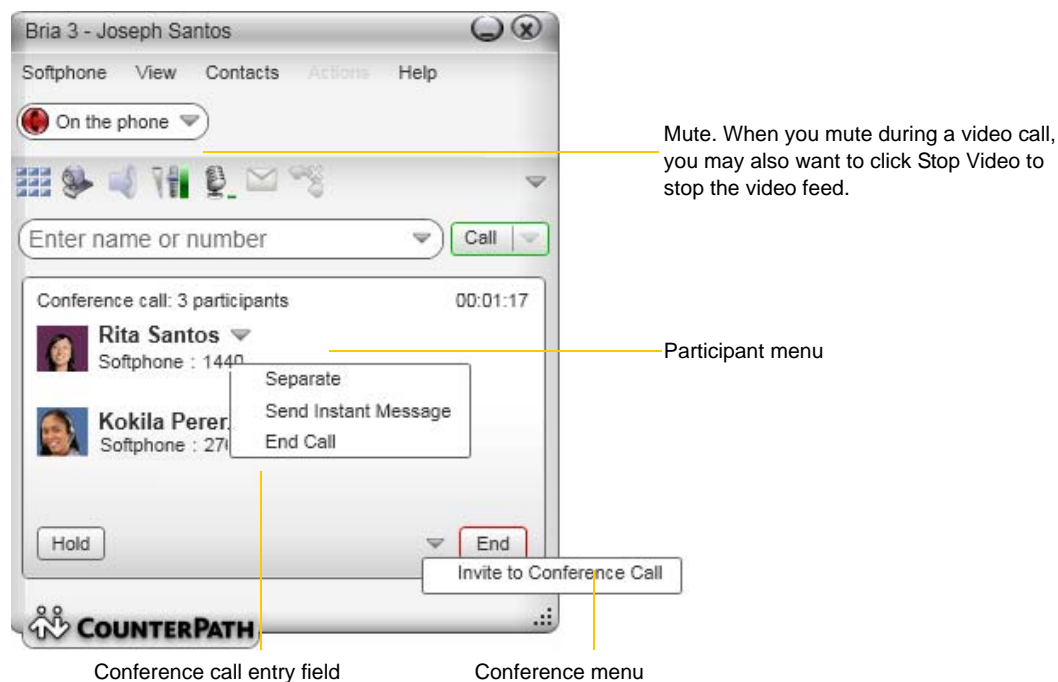 Bria 3 - Joseph Santos
Softphone View Contacts Actions Help
On the phone
Mute. When you mute during a video call,
you may also want to click Stop Video to
stop the video feed.
Enter name or number
Call
Conference call: 3 participants 00:01:17
Rita Santos
Softphone : 1440
Participant menu
Separate
Send Instant Message
End Call
Kokila Perer
Softphone : 27
Hold
End
Invite to Conference Call
COUNTERPATH
Conference call entry field
Conference menu